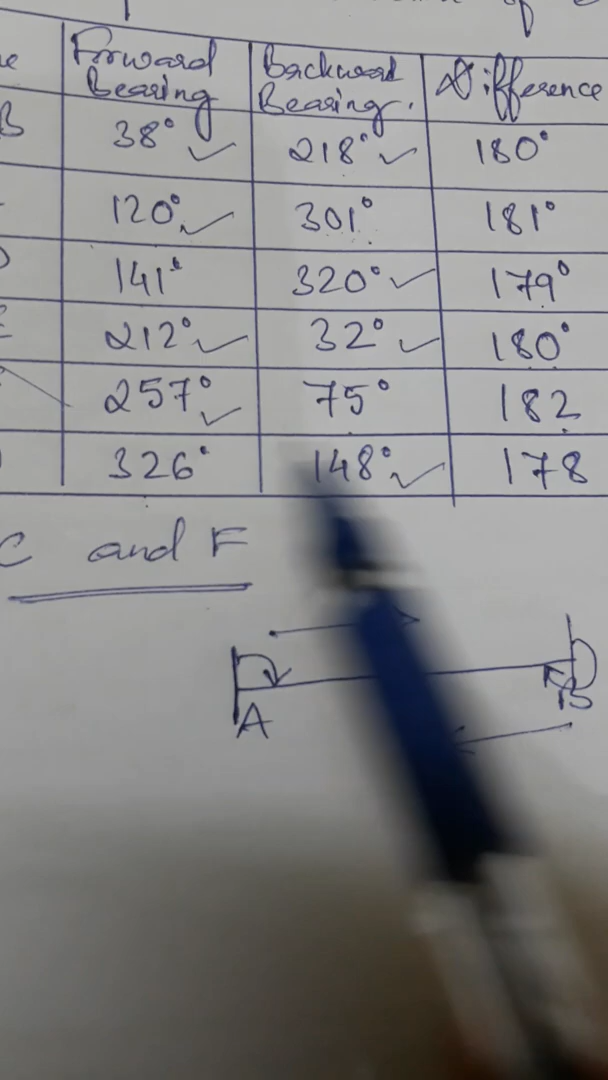 of
Forward Bearing Backward Bearing. Difference
B 38° ✓ 218° ✓ 180°
120° ✓ 301° 181°
D 141° 320° ✓ 179°
E 212° ✓ 32° ✓ 180°
257° ✓ 75° 182
326° 148° ✓ 178
C and F
A B